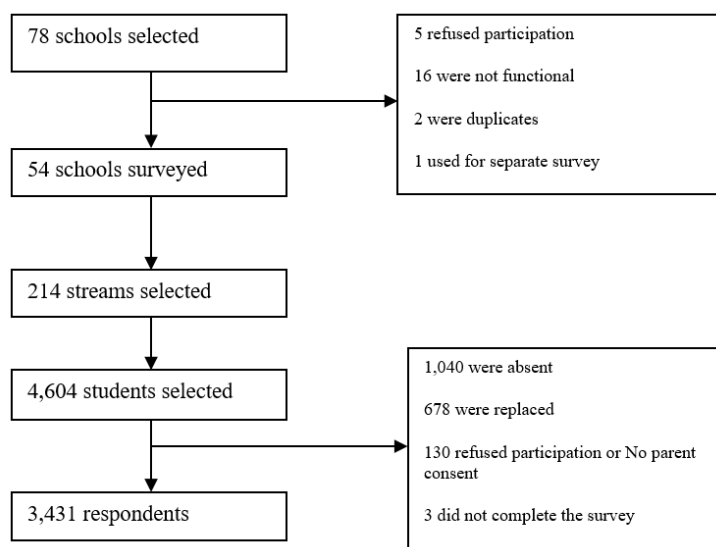 78 schools selected
5 refused participation
16 were not functional
2 were duplicates
1 used for separate survey
54 schools surveyed
214 streams selected
4,604 students selected
1,040 were absent
678 were replaced
130 refused participation or No parent
consent
3 did not complete the survey
3,431 respondents